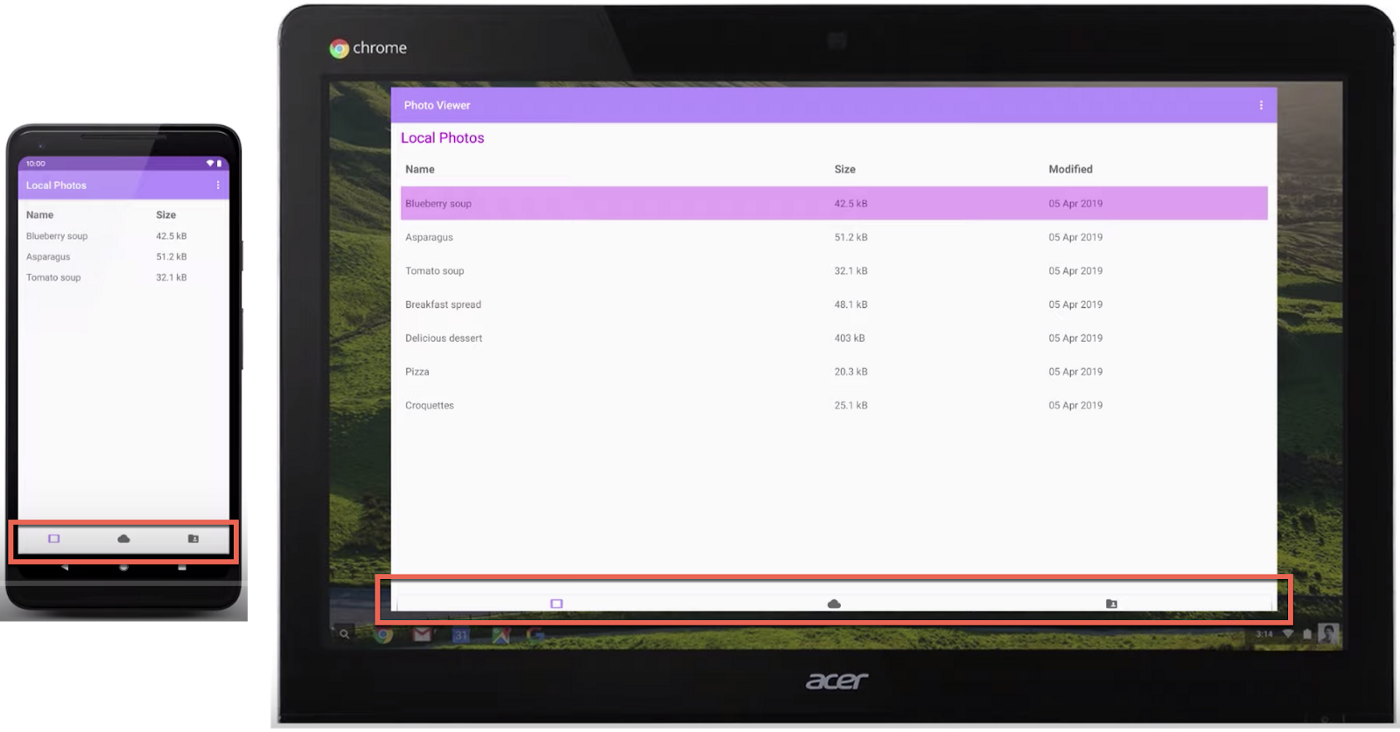 10:00
Local Photos
Name Size
Blueberry soup 42.5 kB
Asparagus 51.2 kB
Tomato soup 32.1 kB
chrome
Photo Viewer
Local Photos
Name Size Modified
Blueberry soup 42.5 kB 05 Apr 2019
Asparagus 51.2 kB 05 Apr 2019
Tomato soup 32.1 kB 05 Apr 2019
Breakfast spread 48.1 kB 05 Apr 2019
Delicious dessert 403 kB 05 Apr 2019
Pizza 20.3 kB 05 Apr 2019
Croquettes 25.1 kB 05 Apr 2019
31 3:14
acer